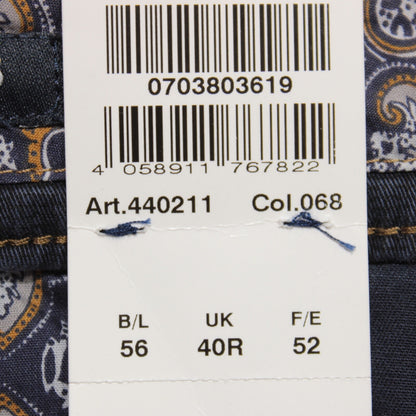 0703803619
4 058911 767822
Art.440211 Col.068
B/L UK F/E
56 40R 52